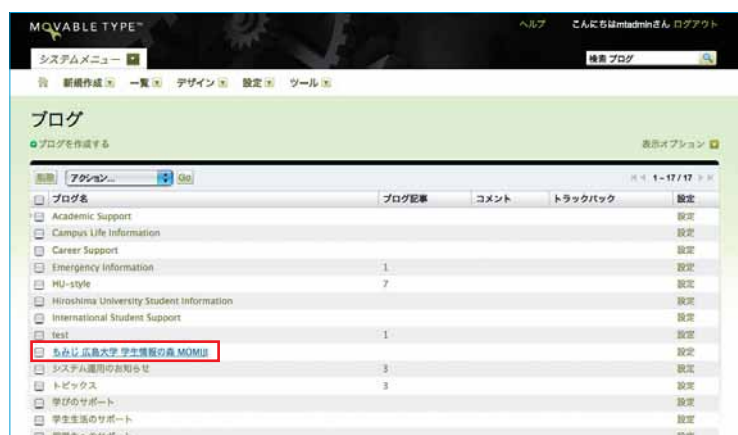 MOVABLE TYPE™
ヘルプ こんにちはmtadminさん ログアウト
システムメニュー
検索 ブログ
新規作成 一覧 デザイン 設定 ツール
ブログ
ブログを作成する
表示オプション
削除 アクション... Go
1 - 17 / 17
ブログ名 ブログ記事 コメント トラックバック 設定
Academic Support 設定
Campus Life Information 設定
Career Support 設定
Emergency Information 1 設定
HU-style 7 設定
Hiroshima University Student Information 設定
International Student Support 設定
test 1 設定
もみじ 広島大学 学生情報の森 MOMIJI 設定
システム運用のお知らせ 3 設定
トピックス 3 設定
学びのサポート 設定
学生生活のサポート 設定